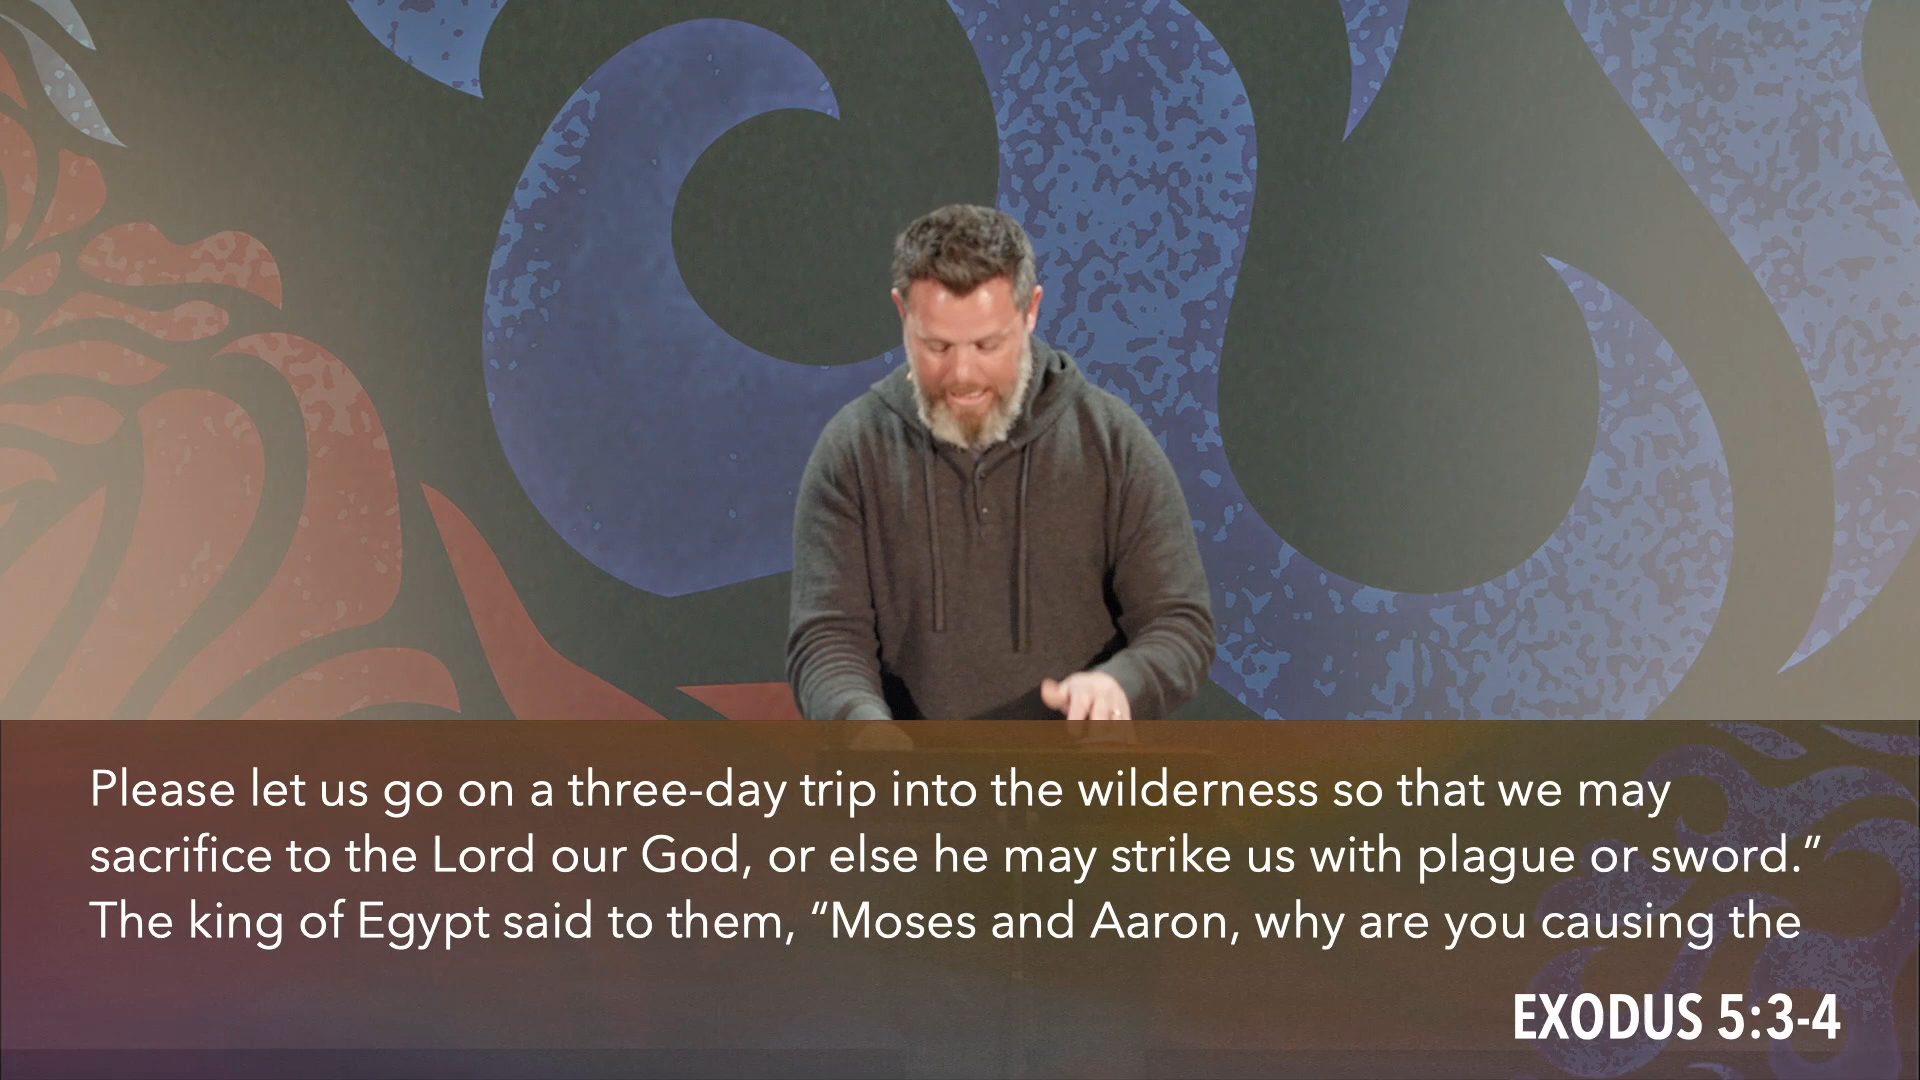 Please let us go on a three-day trip into the wilderness so that we may
sacrifice to the Lord our God, or else he may strike us with plague or sword.”
The king of Egypt said to them, “Moses and Aaron, why are you causing the
EXODUS 5:3-4